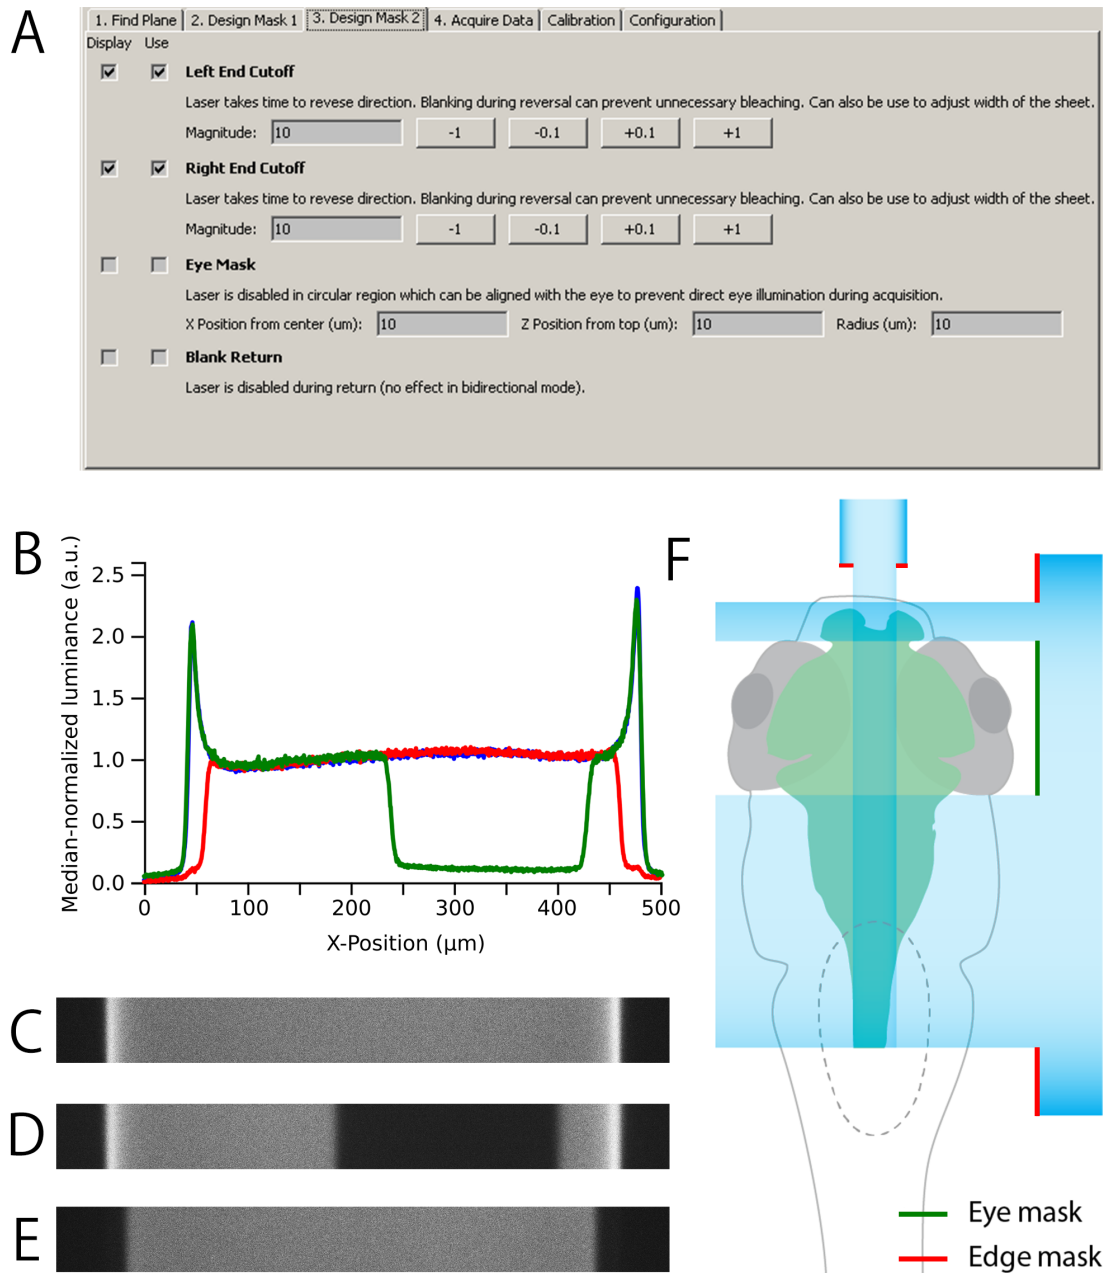 A
1. Find Plane 2. Design Mask 1 3. Design Mask 2 4. Acquire Data Calibration Configuration
Display Use
Left End Cutoff
Laser takes time to revese direction. Blanking during reversal can prevent unnecessary bleaching. Can also be use to adjust width of the sheet.
Magnitude: 10 -1 -0.1 +0.1 +1
Right End Cutoff
Laser takes time to revese direction. Blanking during reversal can prevent unnecessary bleaching. Can also be use to adjust width of the sheet.
Magnitude: 10 -1 -0.1 +0.1 +1
Eye Mask
Laser is disabled in circular region which can be aligned with the eye to prevent direct eye illumination during acquisition.
X Position from center (um): 10 Z Position from top (um): 10 Radius (um): 10
Blank Return
Laser is disabled during return (no effect in bidirectional mode).
B
Median-normalized luminance (a.u.)
2.5
2.0
1.5
1.0
0.5
0.0
0 100 200 300 400 500
X-Position (μm)
C
D
E
F
Eye mask
Edge mask